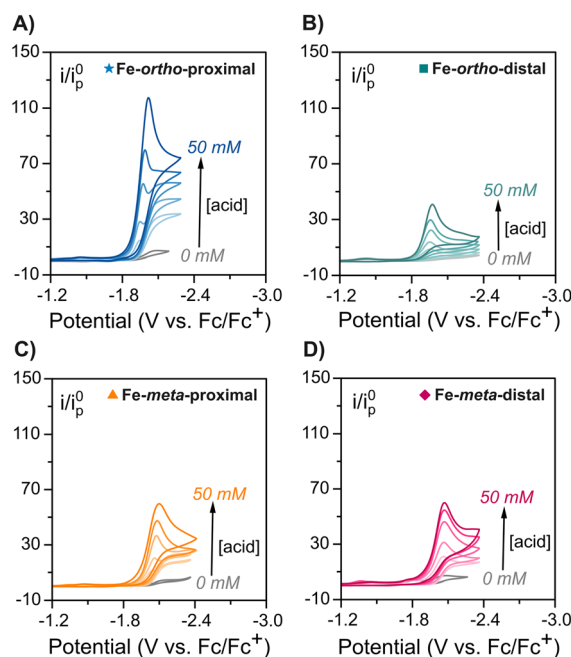 A)
i/i⁰ₚ
★Fe-ortho-proximal
150
110
70
30
-10
50 mM
[acid]
0 mM
-1.2 -1.8 -2.4 -3.0
Potential (V vs. Fc/Fc⁺)
B)
i/i⁰ₚ
■Fe-ortho-distal
150
110
70
30
-10
50 mM
[acid]
0 mM
-1.2 -1.8 -2.4 -3.0
Potential (V vs. Fc/Fc⁺)
C)
i/i⁰ₚ
▲Fe-meta-proximal
150
110
70
30
-10
50 mM
[acid]
0 mM
-1.2 -1.8 -2.4 -3.0
Potential (V vs. Fc/Fc⁺)
D)
i/i⁰ₚ
◆Fe-meta-distal
150
110
70
30
-10
50 mM
[acid]
0 mM
-1.2 -1.8 -2.4 -3.0
Potential (V vs. Fc/Fc⁺)